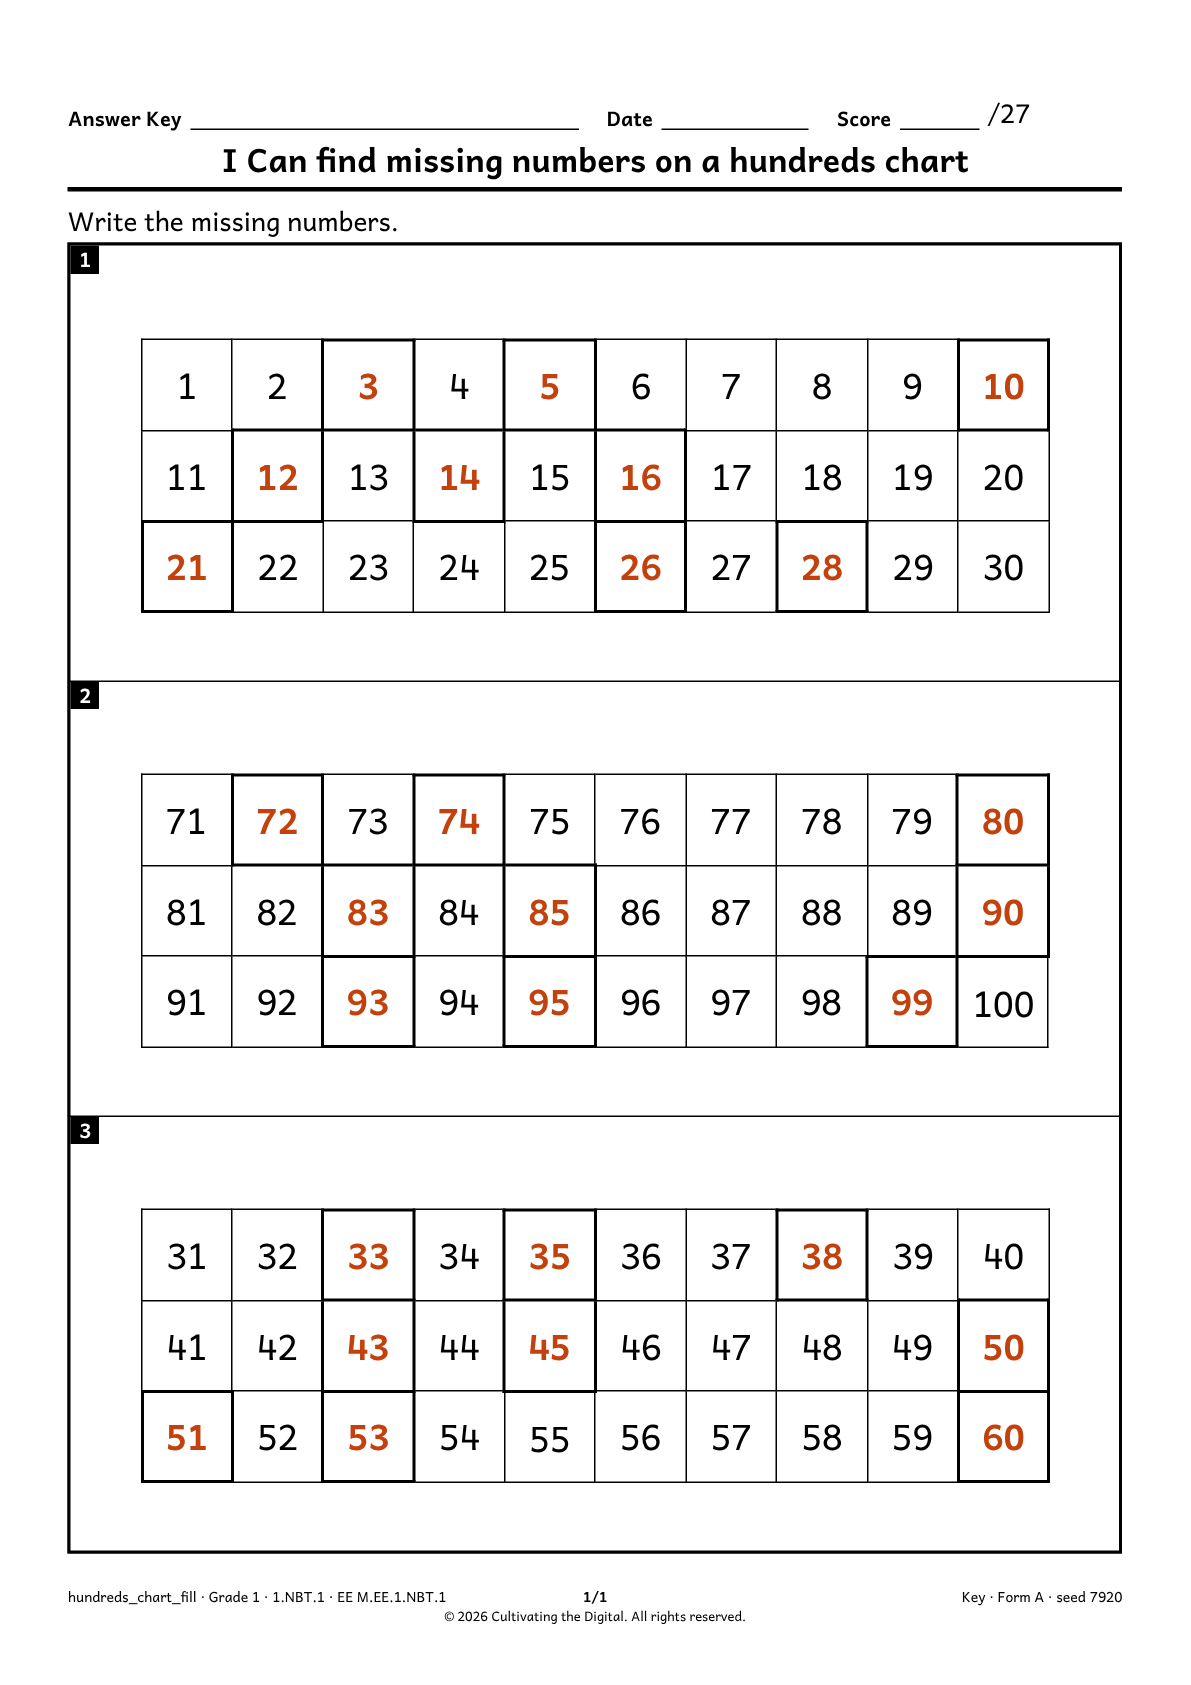 Answer Key Date Score /27
I Can find missing numbers on a hundreds chart
Write the missing numbers.
1
1 2 3 4 5 6 7 8 9 10
11 12 13 14 15 16 17 18 19 20
21 22 23 24 25 26 27 28 29 30
2
71 72 73 74 75 76 77 78 79 80
81 82 83 84 85 86 87 88 89 90
91 92 93 94 95 96 97 98 99 100
3
31 32 33 34 35 36 37 38 39 40
41 42 43 44 45 46 47 48 49 50
51 52 53 54 55 56 57 58 59 60
hundreds_chart_fill · Grade 1 · 1.NBT.1 · EE M.EE.1.NBT.1 1/1 Key · Form A · seed 7920
© 2026 Cultivating the Digital. All rights reserved.